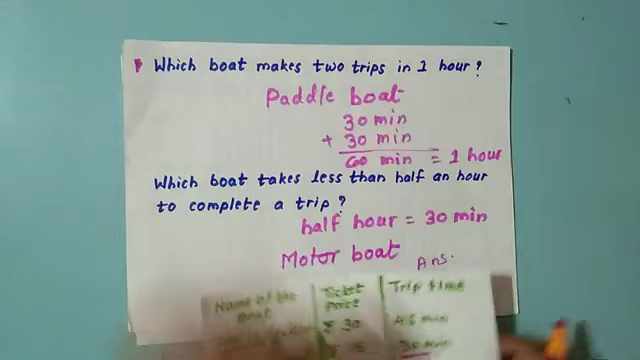 Which boat makes two trips in 1 hour?
Paddle boat
30 min
+ 30 min
60 min = 1 hour
Which boat takes less than half an hour
to complete a trip?
half hour = 30 min
Motor boat Ans.
Name of the boat Ticket Price Trip time
₹ 30 45 min
30 min